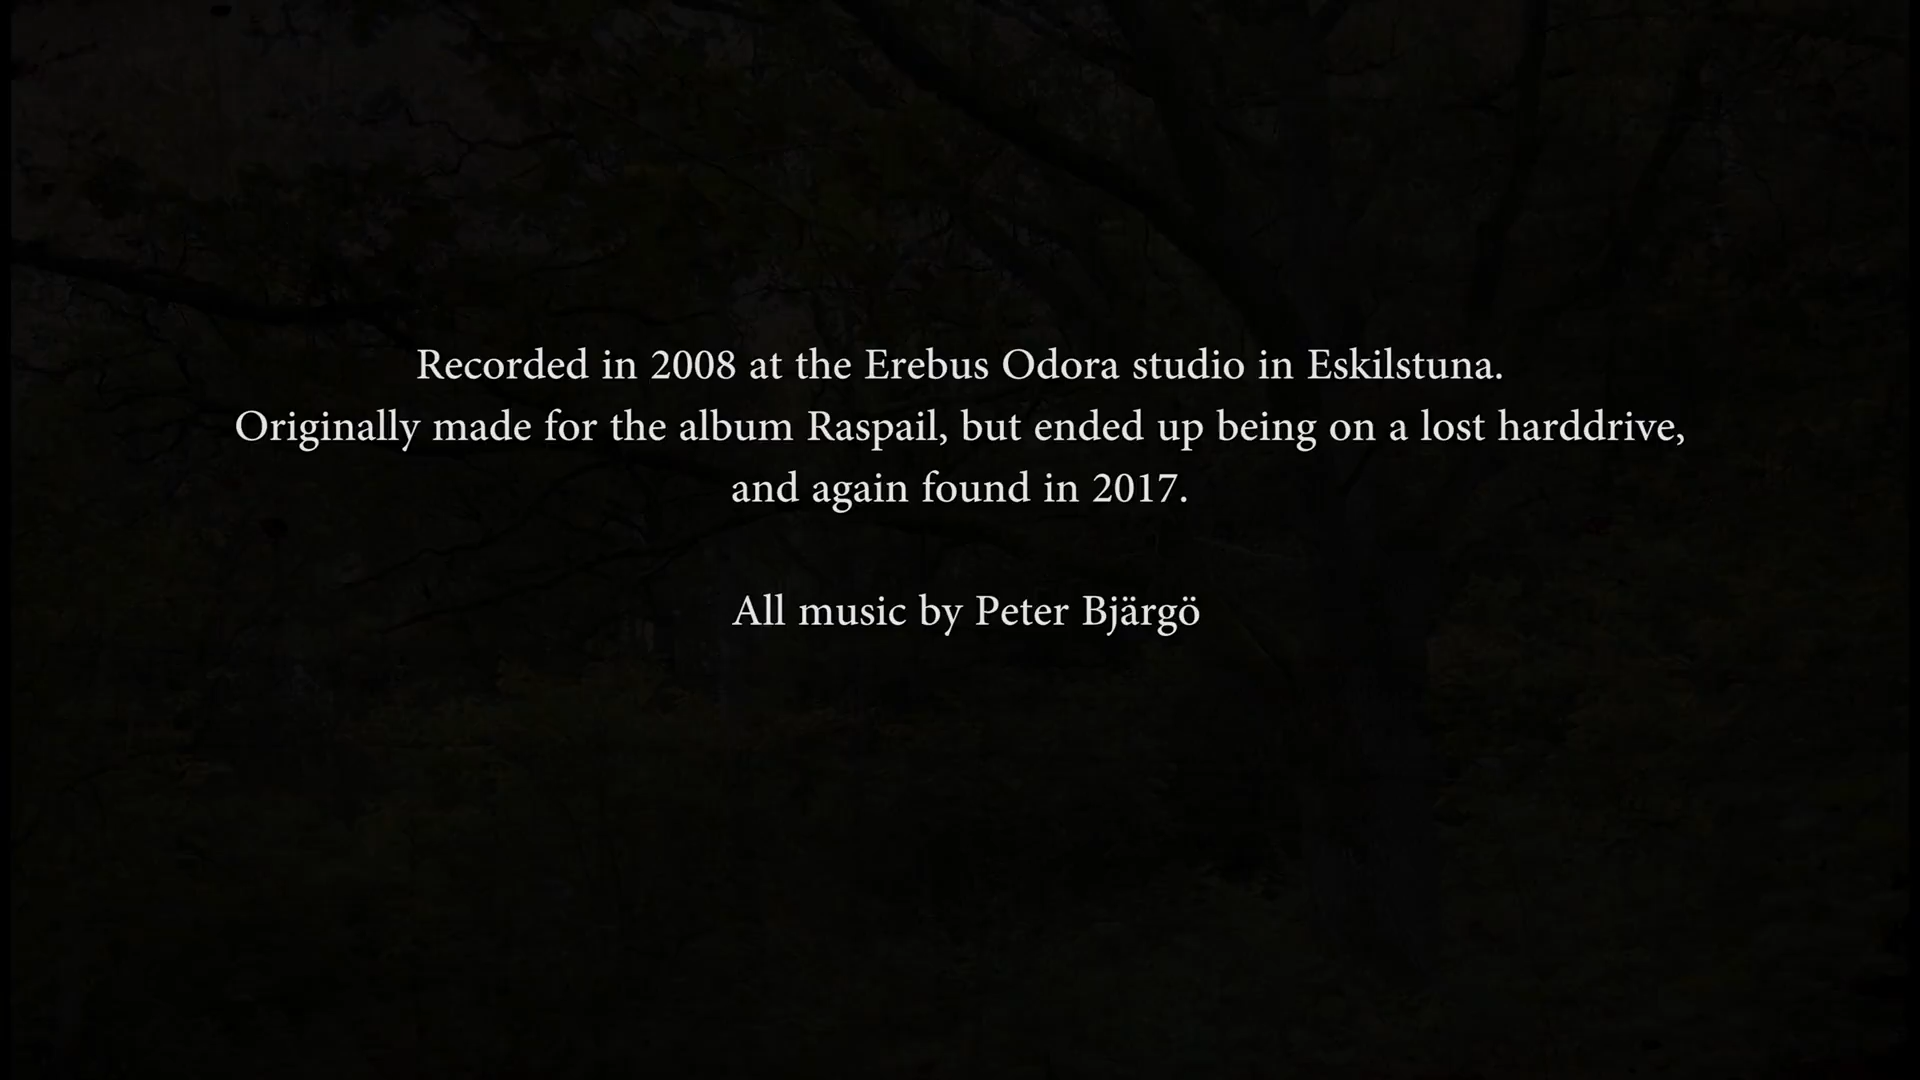 Recorded in 2008 at the Erebus Odora studio in Eskilstuna.
Originally made for the album Raspail, but ended up being on a lost harddrive,
and again found in 2017.
All music by Peter Bjärgö